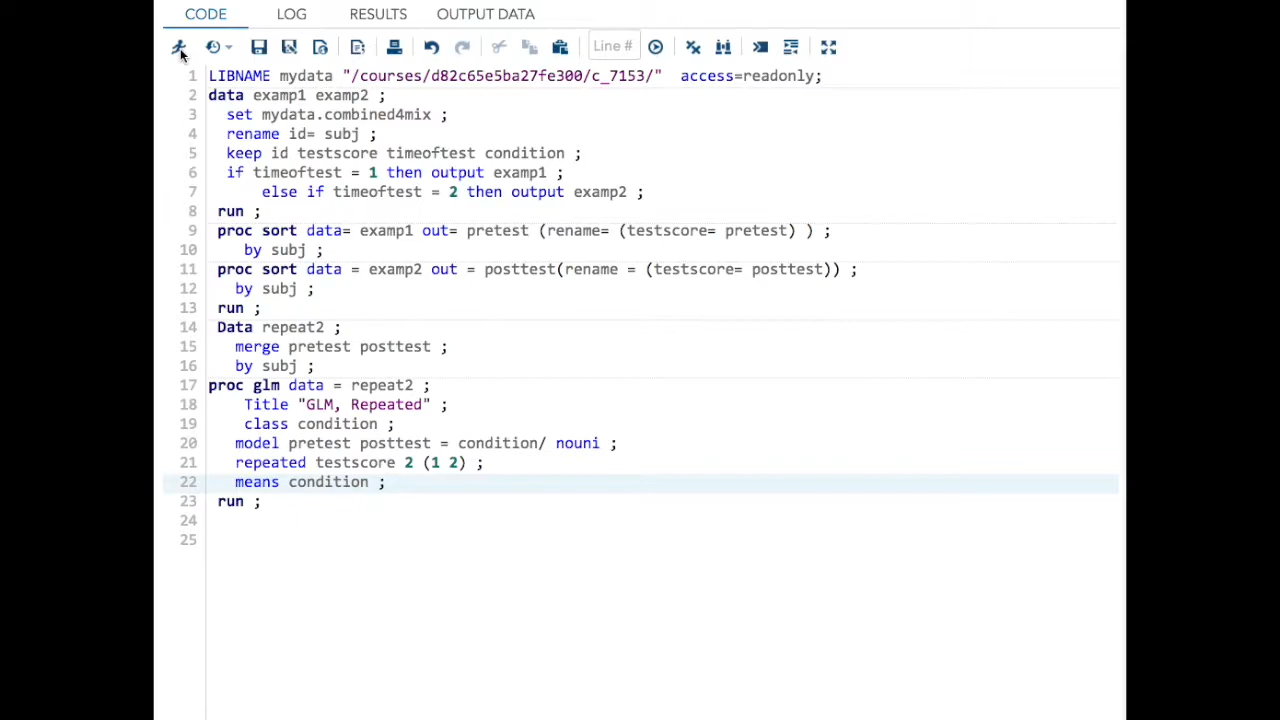 CODE LOG RESULTS OUTPUT DATA
Line #
1 LIBNAME mydata "/courses/d82c65e5ba27fe300/c_7153/" access=readonly;
2 data examp1 examp2 ;
3 set mydata.combined4mix ;
4 rename id= subj ;
5 keep id testscore timeoftest condition ;
6 if timeoftest = 1 then output examp1 ;
7 else if timeoftest = 2 then output examp2 ;
8 run ;
9 proc sort data= examp1 out= pretest (rename= (testscore= pretest) ) ;
10 by subj ;
11 proc sort data = examp2 out = posttest(rename = (testscore= posttest)) ;
12 by subj ;
13 run ;
14 Data repeat2 ;
15 merge pretest posttest ;
16 by subj ;
17 proc glm data = repeat2 ;
18 Title "GLM, Repeated" ;
19 class condition ;
20 model pretest posttest = condition/ nouni ;
21 repeated testscore 2 (1 2) ;
22 means condition ;
23 run ;
24
25